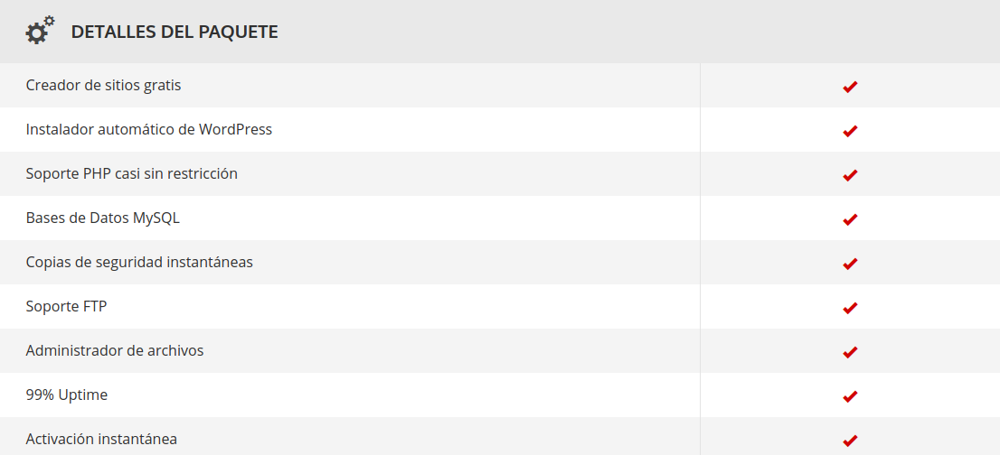 DETALLES DEL PAQUETE
Creador de sitios gratis
Instalador automático de WordPress
Soporte PHP casi sin restricción
Bases de Datos MySQL
Copias de seguridad instantáneas
Soporte FTP
Administrador de archivos
99% Uptime
Activación instantánea